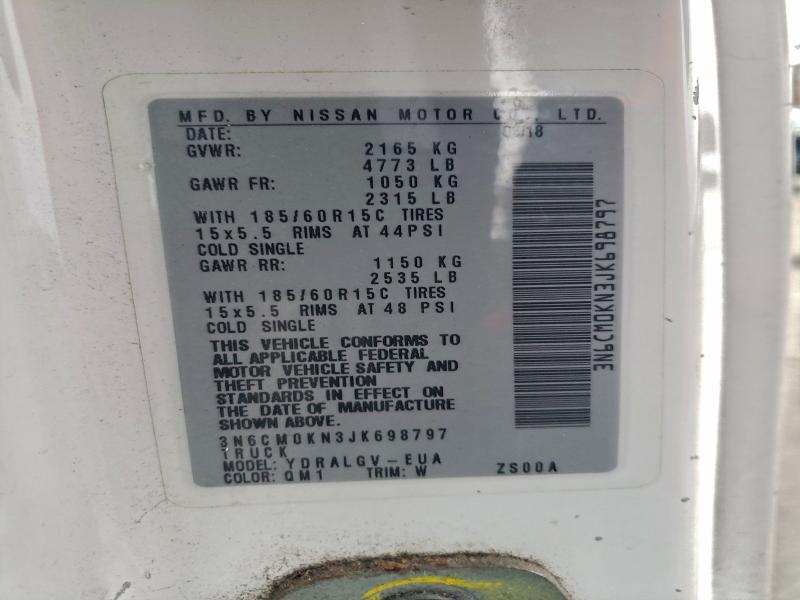 MFD. BY NISSAN MOTOR CO., LTD.
DATE: /18
GVWR: 2165 KG
4773 LB
GAWR FR: 1050 KG
2315 LB
WITH 185/60R15C TIRES
15x5.5 RIMS AT 44PSI
COLD SINGLE
GAWR RR: 1150 KG
2535 LB
WITH 185/60R15C TIRES
15x5.5 RIMS AT 48 PSI
COLD SINGLE
THIS VEHICLE CONFORMS TO
ALL APPLICABLE FEDERAL
MOTOR VEHICLE SAFETY AND
THEFT PREVENTION
STANDARDS IN EFFECT ON
THE DATE OF MANUFACTURE
SHOWN ABOVE.
3N6CM0KN3JK698797
TRUCK
MODEL: YDRALGV-EUA
COLOR: QM1 TRIM: W ZS00A
3N6CM0KN3JK698797